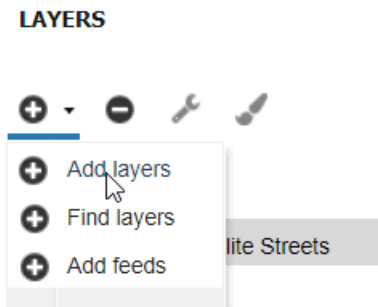 LAYERS
Add layers
Find layers
lite Streets
Add feeds